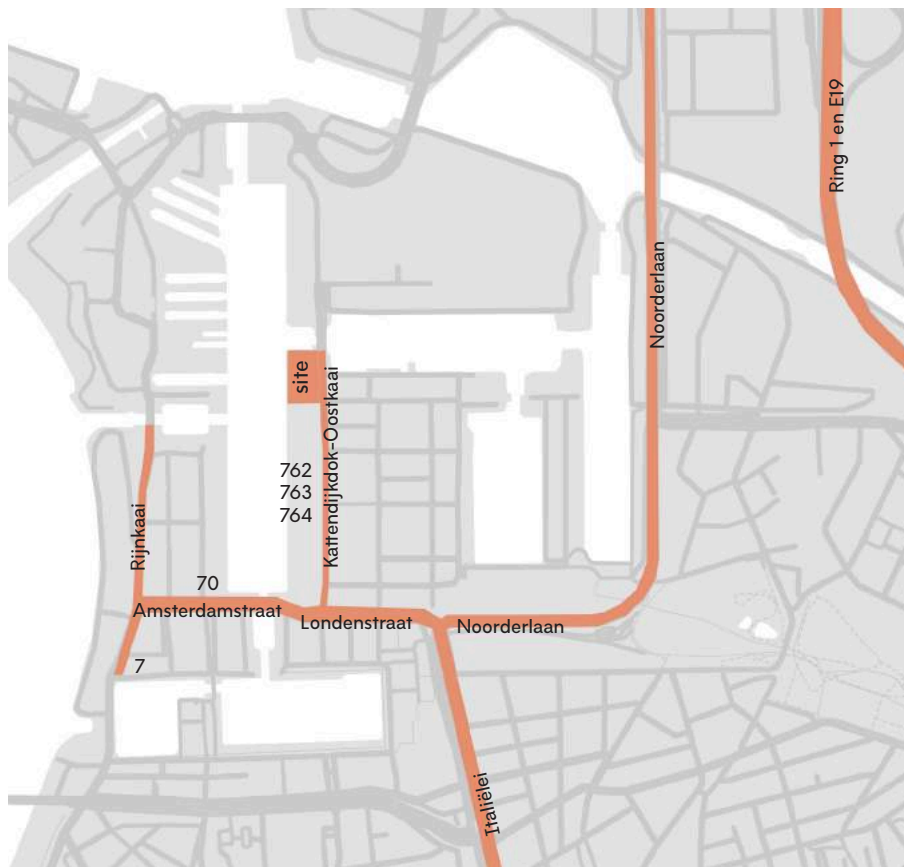 Ring 1 en E19
Noorderlaan
site
Kattendijkdok-Oostkaai
762
763
764
Rijnkaai
70
Amsterdamstraat
Londenstraat
Noorderlaan
7
Italiëlei